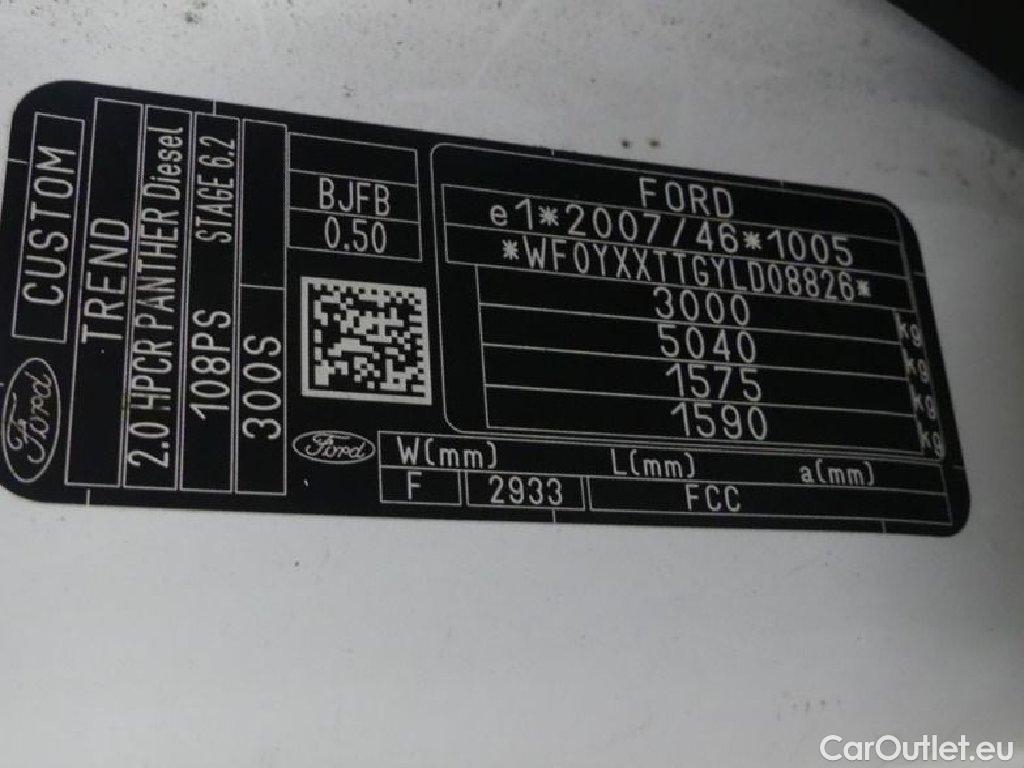 Ford
CUSTOM
TREND
2.0 HPCR PANTHER Diesel
108PS STAGE 6.2
300S
BJFB
0.50
FORD
e1*2007/46*1005
*WF0YXXTTGYLD08826*
3000 kg
5040 kg
1575 kg
1590 kg
Ford
W(mm) L(mm) a(mm)
F 2933 FCC
CarOutlet.eu